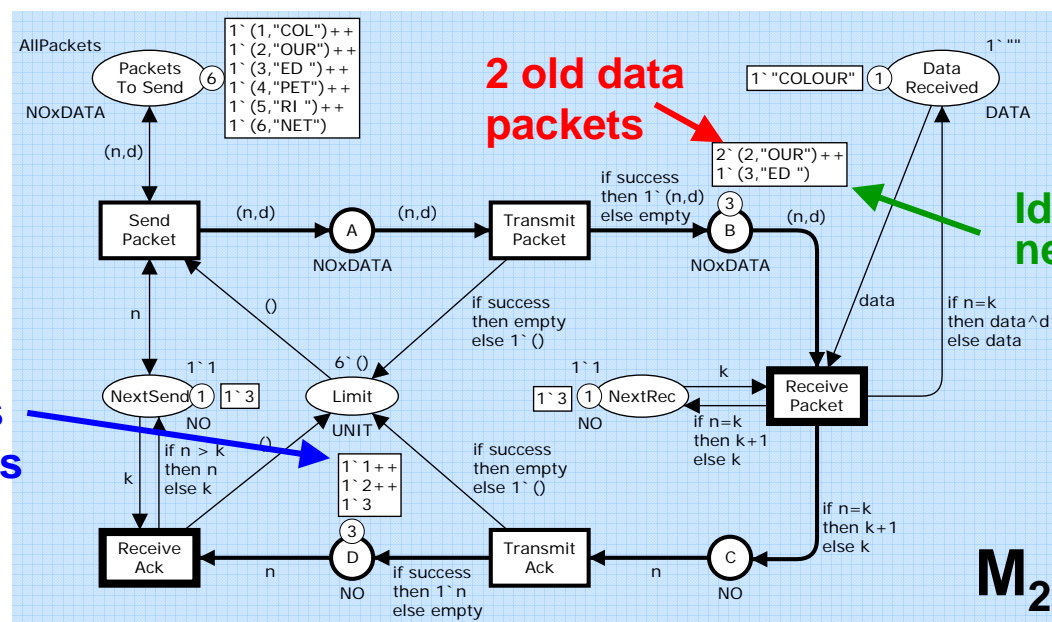 AllPackets
Packets
To Send
6
NOxDATA
1`(1,"COL")++
1`(2,"OUR")++
1`(3,"ED ")++
1`(4,"PET")++
1`(5,"RI ")++
1`(6,"NET")
2 old data
packets
1`""
1`"COLOUR"
1
Data
Received
DATA
2`(2,"OUR")++
1`(3,"ED ")
(n,d)
Send
Packet
(n,d)
A
NOxDATA
(n,d)
Transmit
Packet
if success
then 1`(n,d)
else empty
3
B
NOxDATA
(n,d)
Id
ne
n
()
if success
then empty
else 1`()
data
if n=k
then data^d
else data
1`1
NextSend
1
1`3
NO
6`()
Limit
UNIT
1`1
1`3
1
NextRec
NO
k
if n=k
then k+1
else k
Receive
Packet
s
s
k
if n > k
then n
else k
()
1`1++
1`2++
1`3
if success
then empty
else 1`()
if n=k
then k+1
else k
Receive
Ack
n
3
D
NO
if success
then 1`n
else empty
Transmit
Ack
n
C
NO
M2